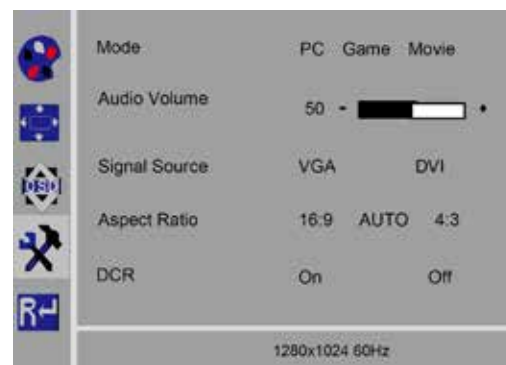 Mode PC Game Movie
Audio Volume 50 - +
Signal Source VGA DVI
OSD
Aspect Ratio 16:9 AUTO 4:3
DCR On Off
R
1280x1024 60Hz